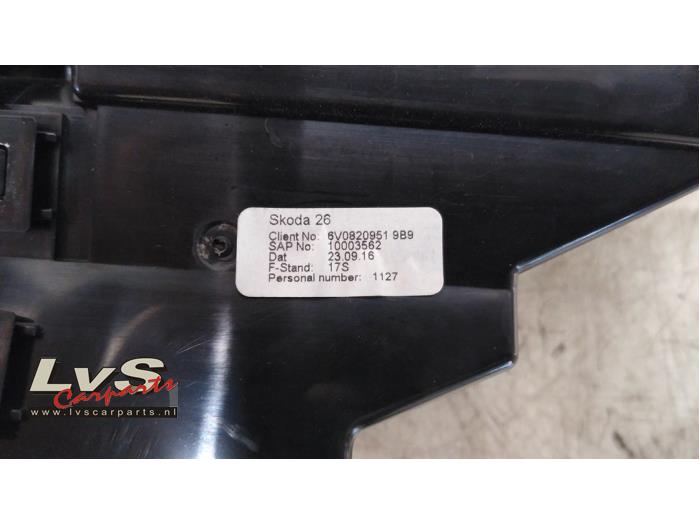 Skoda 26
Client No: 6V0820951 9B9
SAP No: 10003562
Dat 23.09.16
F-Stand: 17S
Personal number: 1127
LvS
Carparts
www.lvscarparts.nl